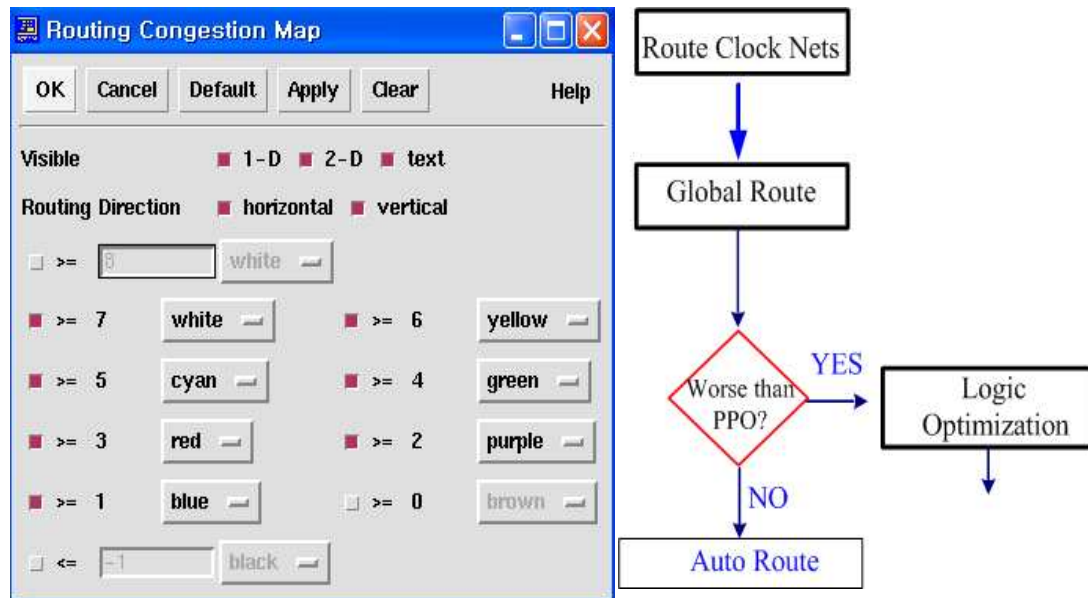 Routing Congestion Map
OK Cancel Default Apply Clear Help
Visible 1-D 2-D text
Routing Direction horizontal vertical
>= 8 white
>= 7 white >= 6 yellow
>= 5 cyan >= 4 green
>= 3 red >= 2 purple
>= 1 blue >= 0 brown
<= -1 black
Route Clock Nets
Global Route
Worse than
PPO?
YES
Logic
Optimization
NO
Auto Route